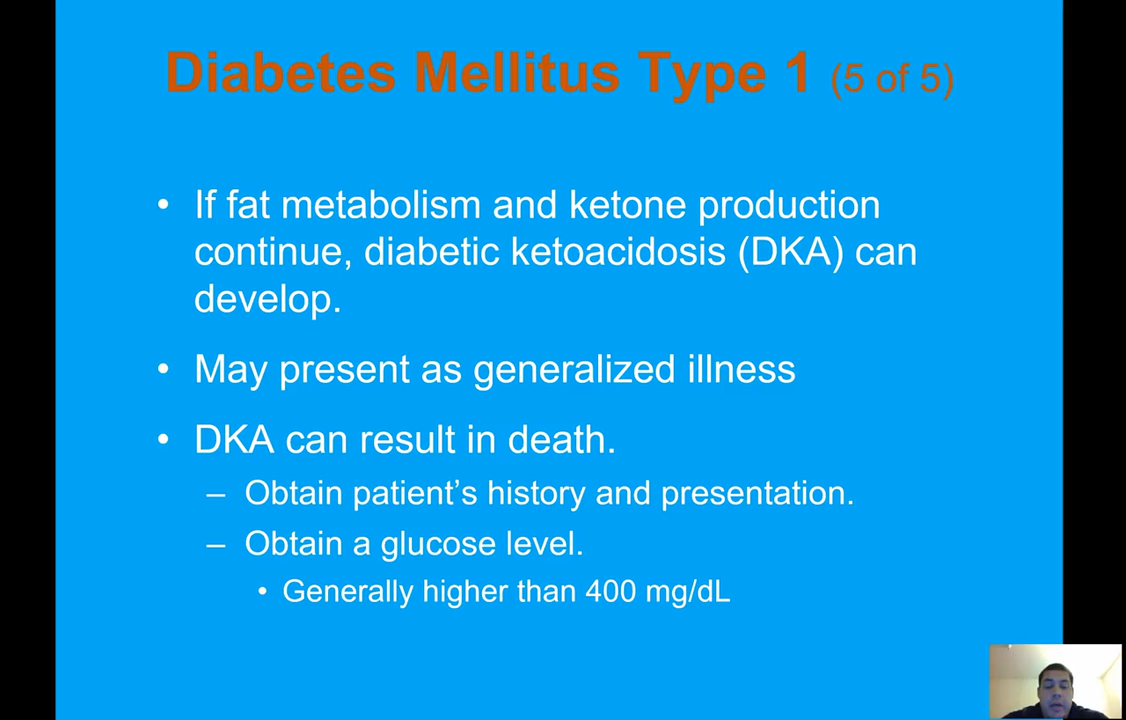 Diabetes Mellitus Type 1 (5 of 5)
• If fat metabolism and ketone production
continue, diabetic ketoacidosis (DKA) can
develop.
• May present as generalized illness
• DKA can result in death.
– Obtain patient’s history and presentation.
– Obtain a glucose level.
• Generally higher than 400 mg/dL